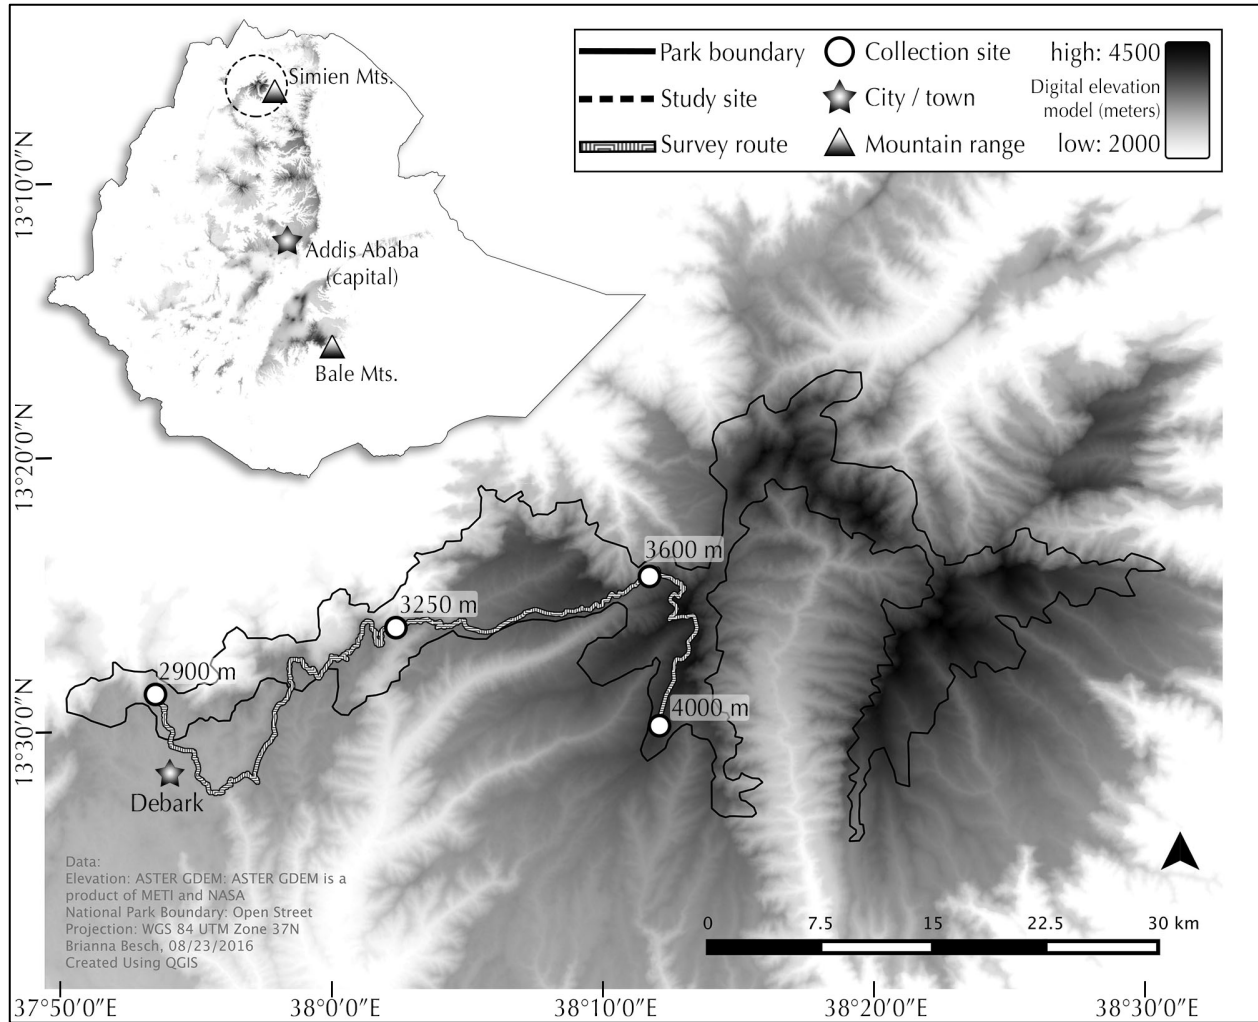 Park boundary
Study site
Survey route
Collection site
City / town
Mountain range
high: 4500
Digital elevation
model (meters)
low: 2000
Simien Mts.
Addis Ababa
(capital)
Bale Mts.
13°10'0"N
13°20'0"N
13°30'0"N
3600 m
3250 m
2900 m
4000 m
Debark
Data:
Elevation: ASTER GDEM: ASTER GDEM is a
product of METI and NASA
National Park Boundary: Open Street
Projection: WGS 84 UTM Zone 37N
Brianna Besch, 08/23/2016
Created Using QGIS
0 7.5 15 22.5 30 km
37°50'0"E 38°0'0"E 38°10'0"E 38°20'0"E 38°30'0"E